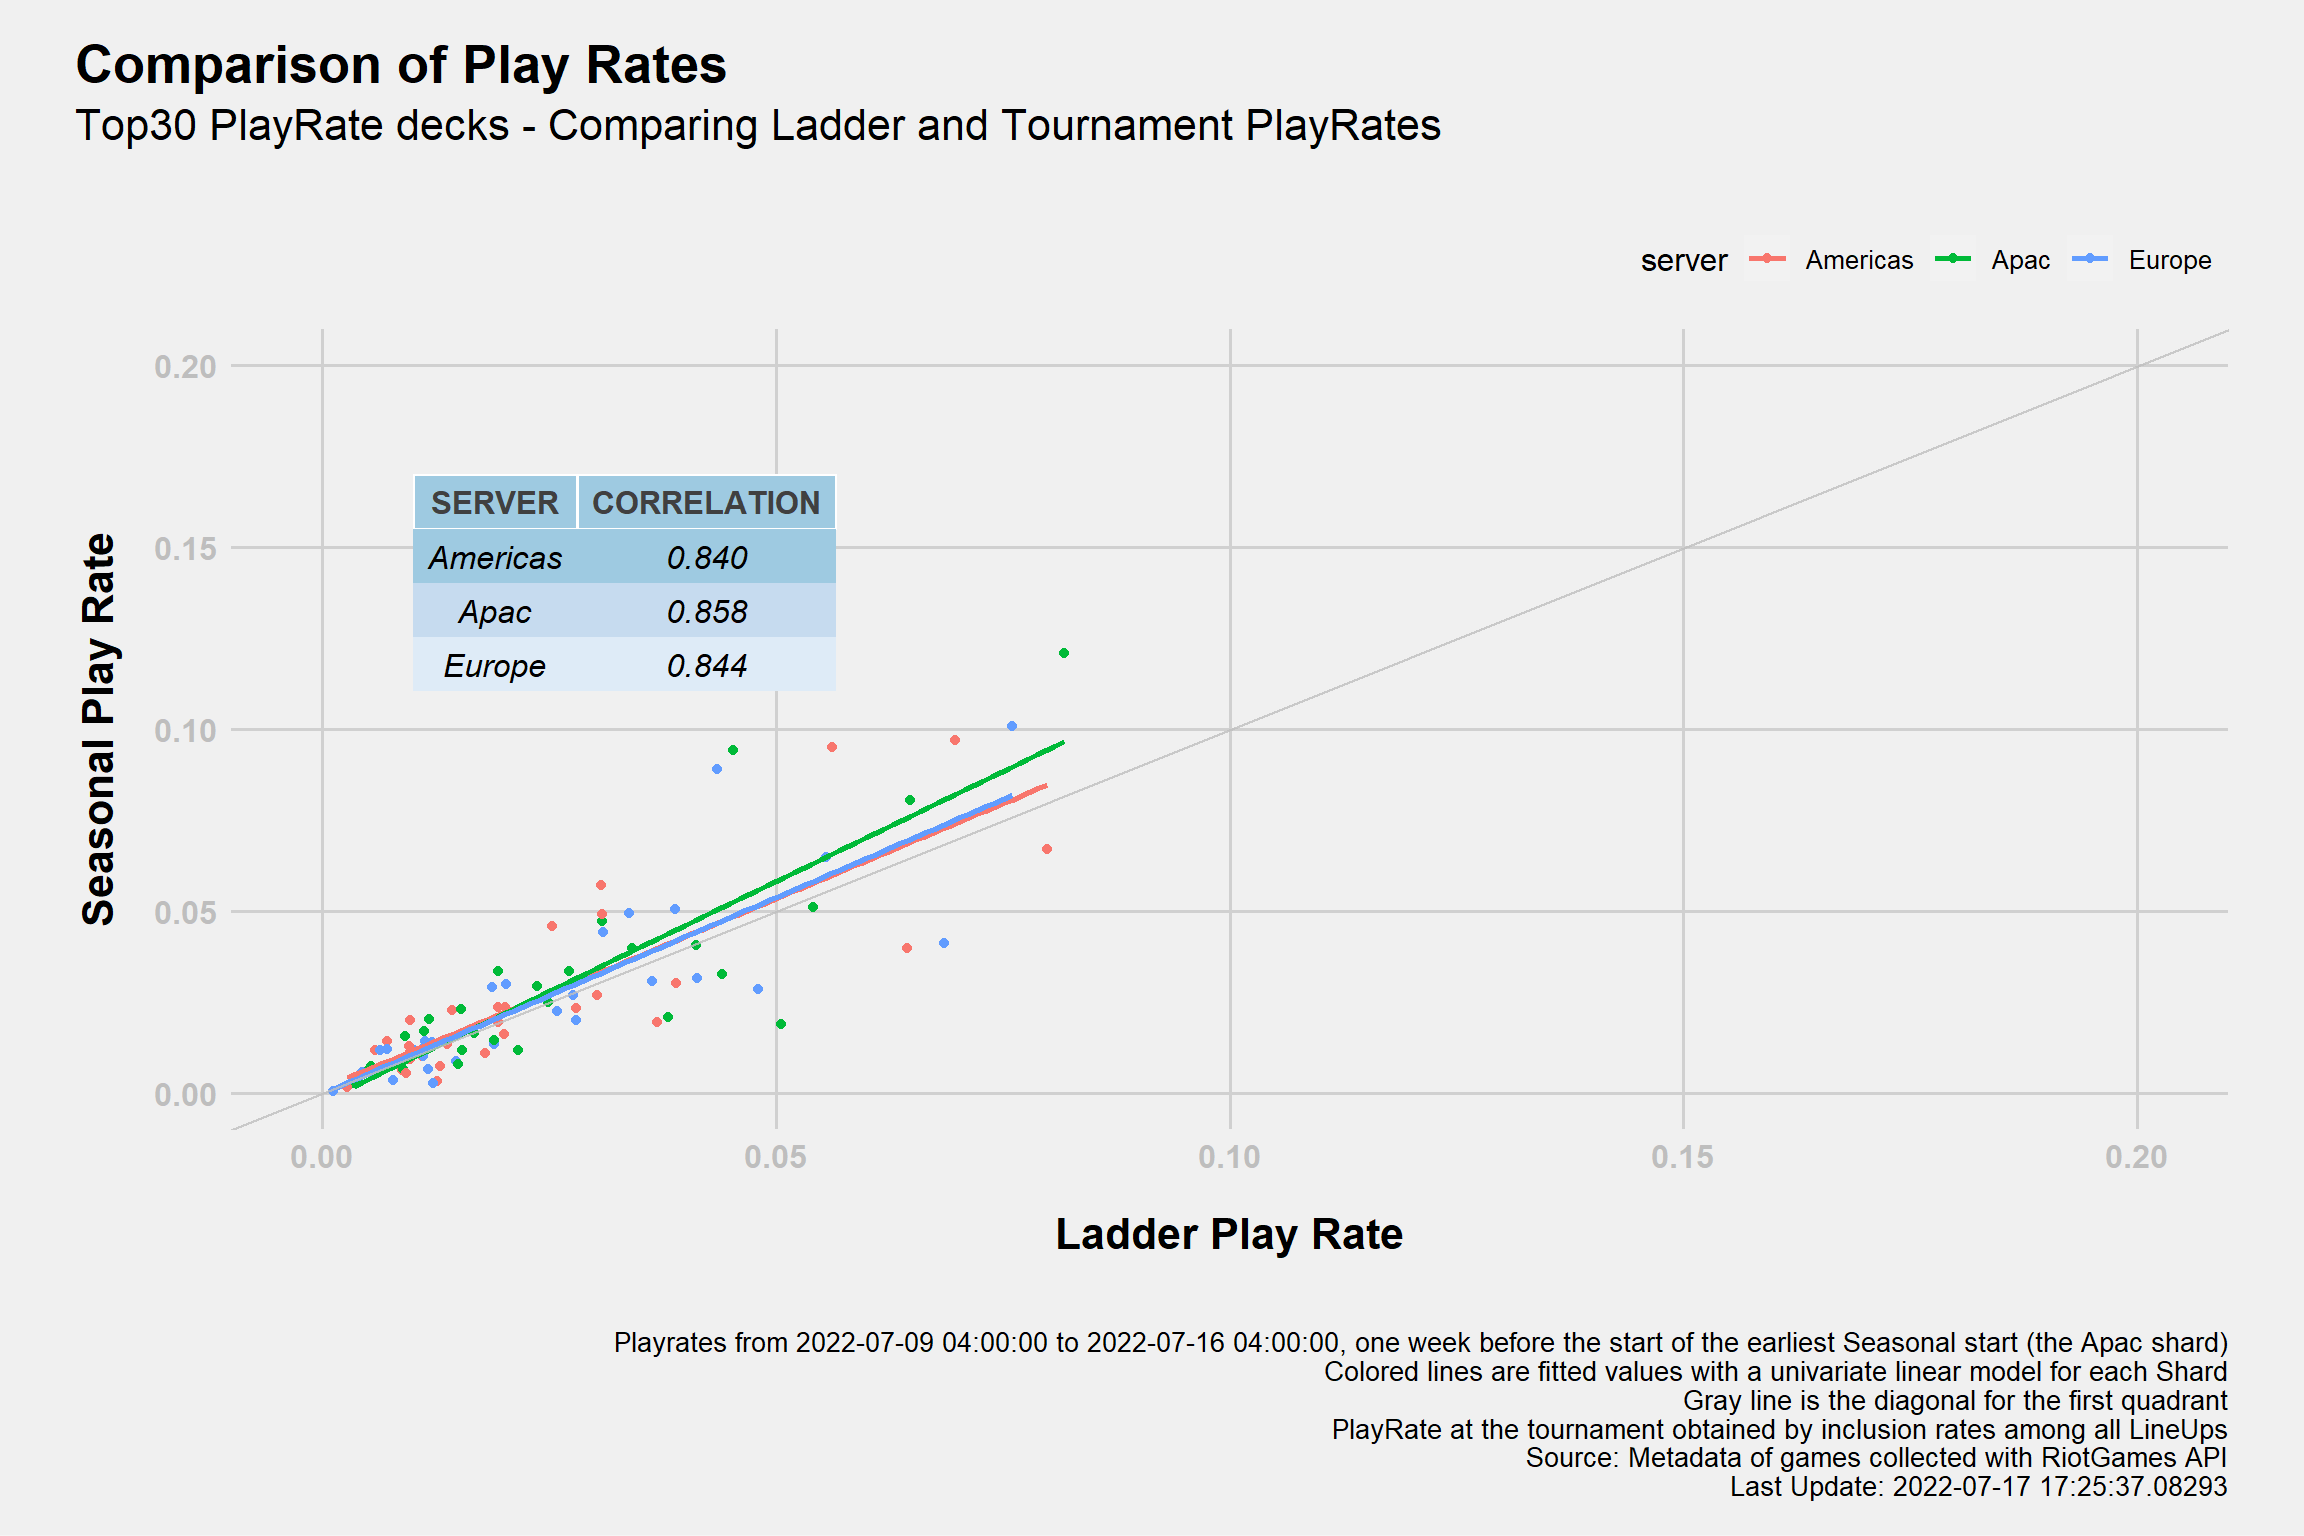 Comparison of Play Rates
Top30 PlayRate decks - Comparing Ladder and Tournament PlayRates
server Americas Apac Europe
0.20
0.15
0.10
0.05
0.00
Seasonal Play Rate
SERVER CORRELATION
Americas 0.840
Apac 0.858
Europe 0.844
0.00 0.05 0.10 0.15 0.20
Ladder Play Rate
Playrates from 2022-07-09 04:00:00 to 2022-07-16 04:00:00, one week before the start of the earliest Seasonal start (the Apac shard)
Colored lines are fitted values with a univariate linear model for each Shard
Gray line is the diagonal for the first quadrant
PlayRate at the tournament obtained by inclusion rates among all LineUps
Source: Metadata of games collected with RiotGames API
Last Update: 2022-07-17 17:25:37.08293